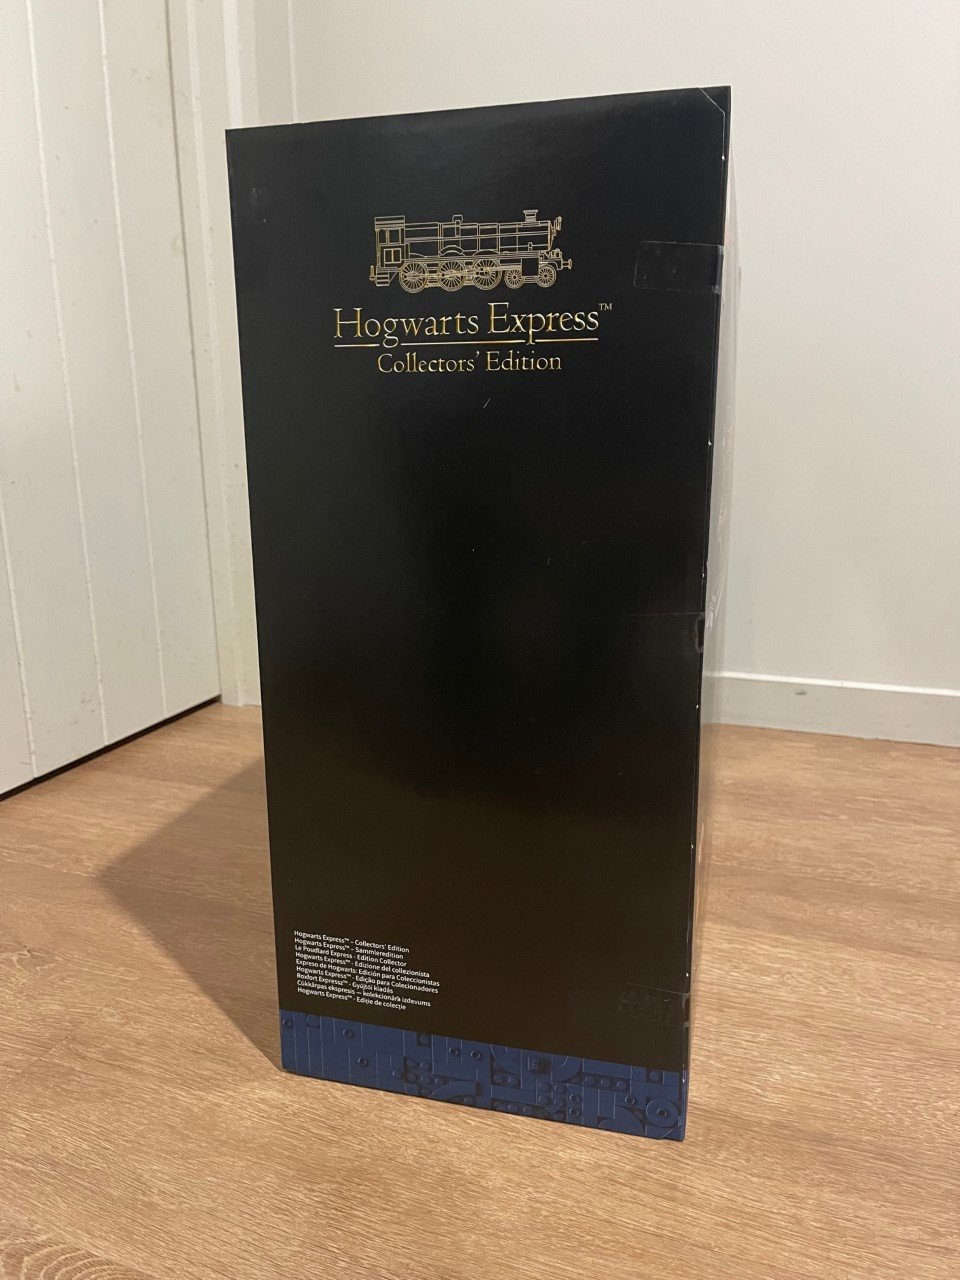 Hogwarts Express™
Collectors' Edition
Hogwarts Express™ – Collectors' Edition
Hogwarts Express™ – Sammleredition
Le Poudlard Express - Édition Collector
Hogwarts Express™ - Edizione del collezionista
Expreso de Hogwarts: Edición para Coleccionistas
Hogwarts Express™ - Edição para Colecionadores
Roxfort Expressz™ - Gyűjtői kiadás
Cūkkārpas ekspresis — kolekcionāra izdevums
Hogwarts Express™ - Ediție de colecție